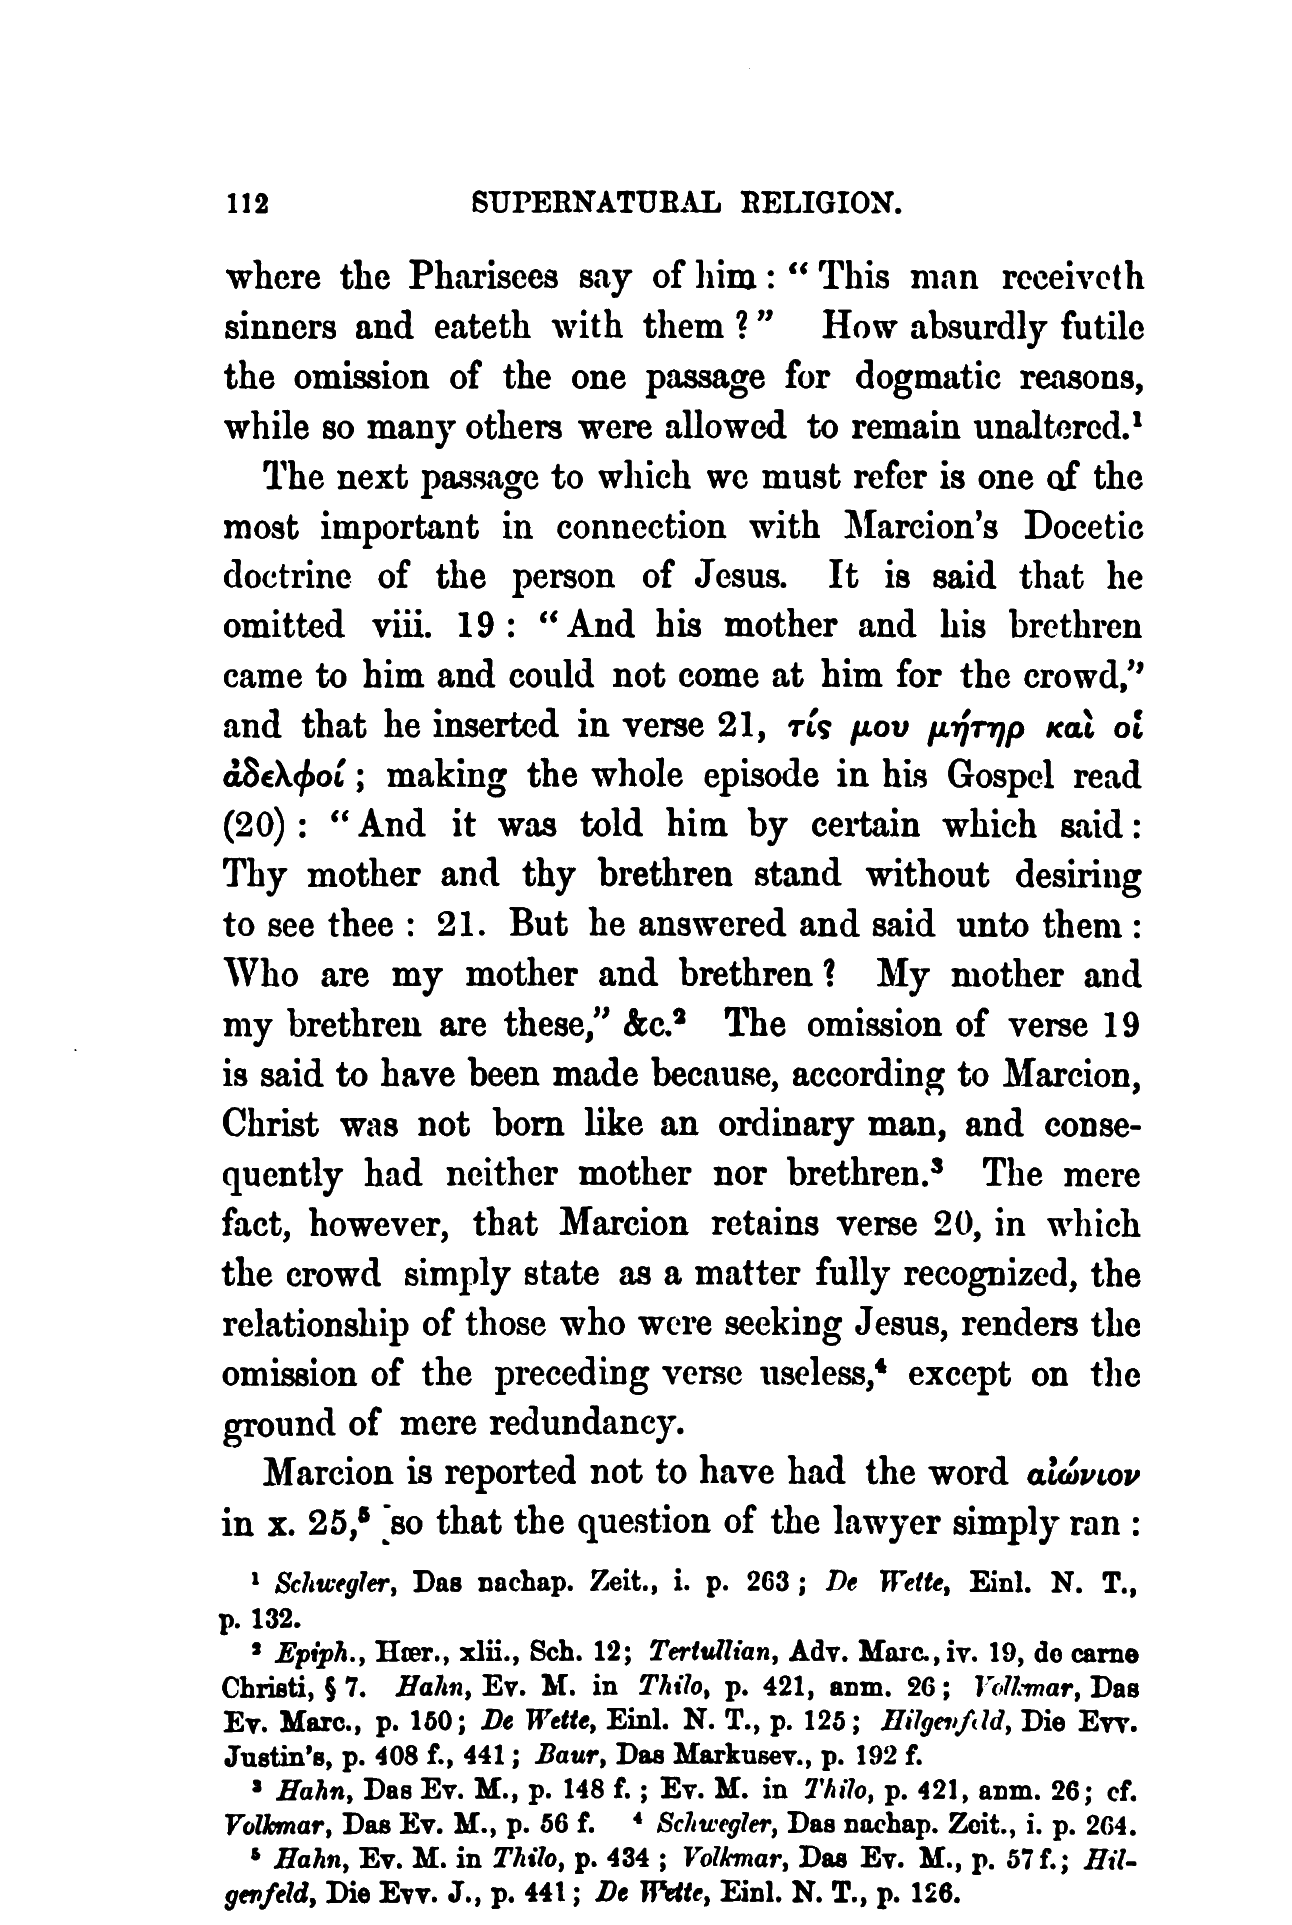 112 SUPERNATURAL RELIGION.
where the Pharisees say of him : “ This man receiveth
sinners and eateth with them ? ” How absurdly futile
the omission of the one passage for dogmatic reasons,
while so many others were allowed to remain unaltered.¹
The next passage to which we must refer is one of the
most important in connection with Marcion’s Docetic
doctrine of the person of Jesus. It is said that he
omitted viii. 19 : “ And his mother and his brethren
came to him and could not come at him for the crowd,”
and that he inserted in verse 21, τίς μου μήτηρ καὶ οἱ
ἀδελφοί ; making the whole episode in his Gospel read
(20) : “ And it was told him by certain which said :
Thy mother and thy brethren stand without desiring
to see thee : 21. But he answered and said unto them :
Who are my mother and brethren ? My mother and
my brethren are these,” &c.² The omission of verse 19
is said to have been made because, according to Marcion,
Christ was not born like an ordinary man, and conse-
quently had neither mother nor brethren.³ The mere
fact, however, that Marcion retains verse 20, in which
the crowd simply state as a matter fully recognized, the
relationship of those who were seeking Jesus, renders the
omission of the preceding verse useless,⁴ except on the
ground of mere redundancy.
Marcion is reported not to have had the word αἰώνιον
in x. 25,⁵ so that the question of the lawyer simply ran :
¹ Schwegler, Das nachap. Zeit., i. p. 263 ; De Wette, Einl. N. T.,
p. 132.
² Epiph., Hær., xlii., Sch. 12; Tertullian, Adv. Marc., iv. 19, de carne
Christi, § 7. Hahn, Ev. M. in Thilo, p. 421, anm. 26 ; Volkmar, Das
Ev. Marc., p. 150; De Wette, Einl. N. T., p. 125 ; Hilgenfeld, Die Evv.
Justin’s, p. 408 f., 441 ; Baur, Das Markusev., p. 192 f.
³ Hahn, Das Ev. M., p. 148 f. ; Ev. M. in Thilo, p. 421, anm. 26; cf.
Volkmar, Das Ev. M., p. 56 f. ⁴ Schwegler, Das nachap. Zeit., i. p. 264.
⁵ Hahn, Ev. M. in Thilo, p. 434 ; Volkmar, Das Ev. M., p. 57 f.; Hil-
genfeld, Die Evv. J., p. 441 ; De Wette, Einl. N. T., p. 126.